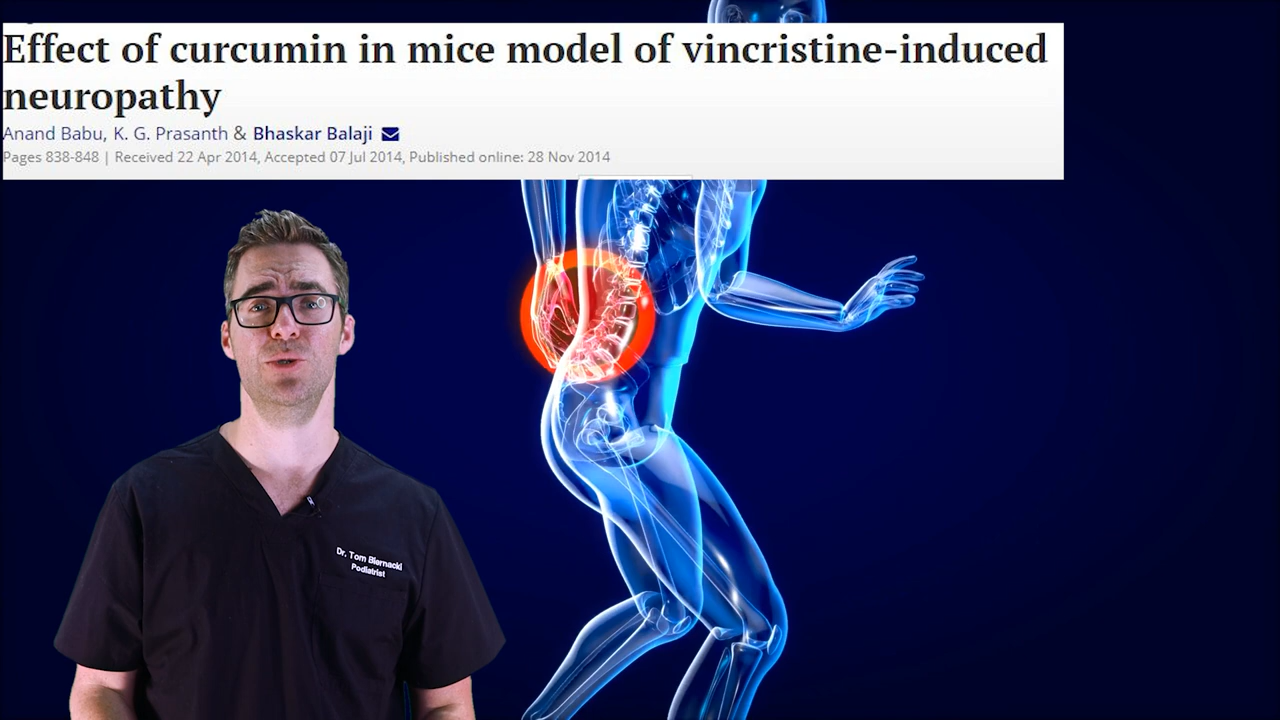 Effect of curcumin in mice model of vincristine-induced
neuropathy
Anand Babu, K. G. Prasanth & Bhaskar Balaji
Pages 838-848 | Received 22 Apr 2014, Accepted 07 Jul 2014, Published online: 28 Nov 2014
Dr. Tom Biernacki
Podiatrist